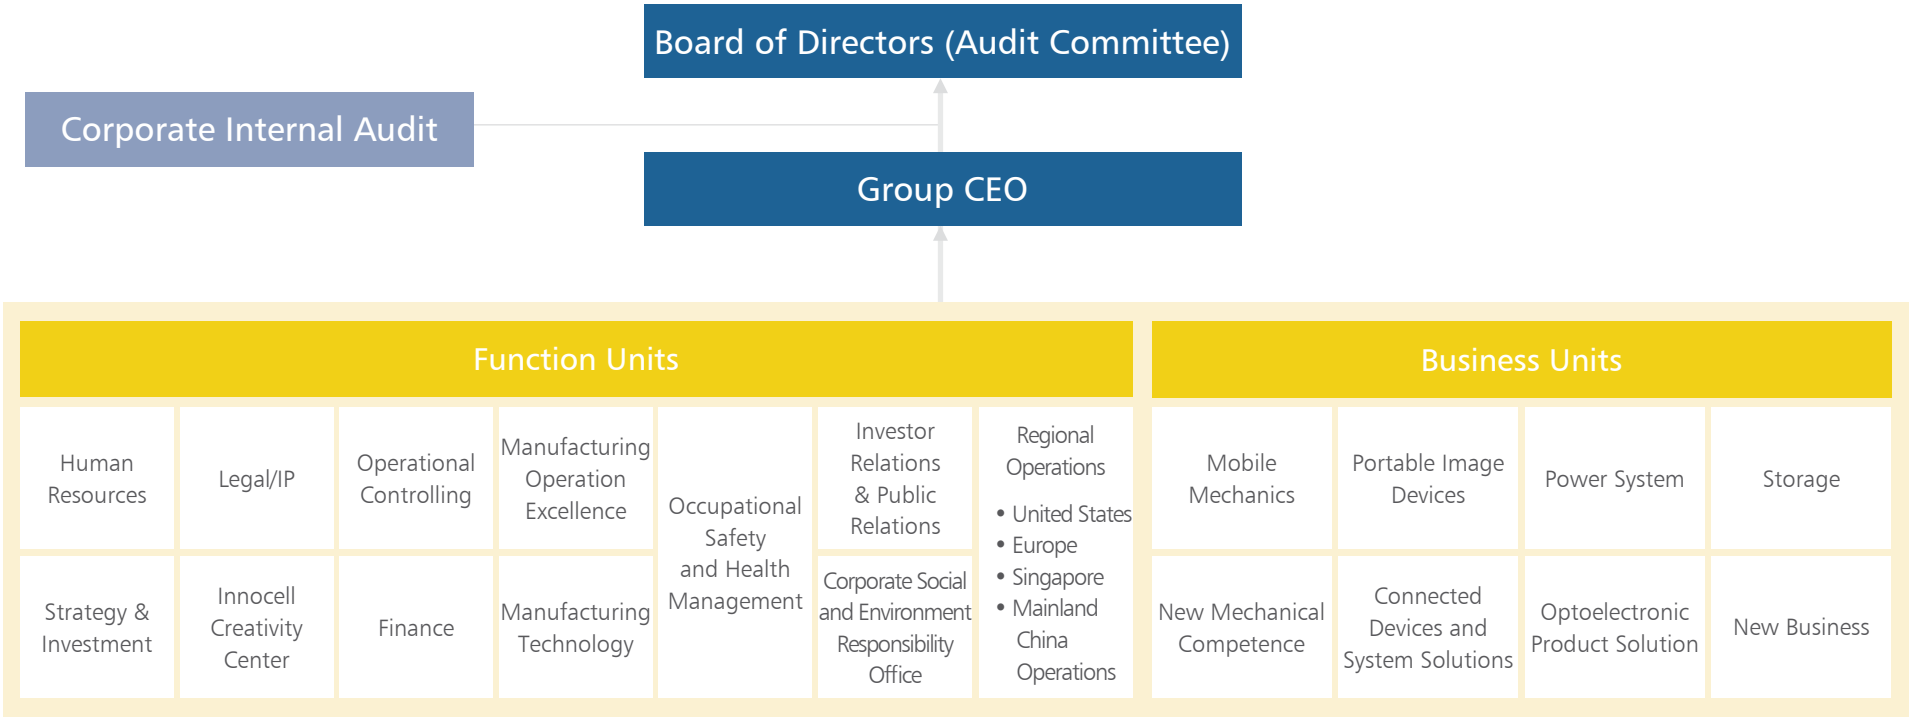 Board of Directors (Audit Committee)
Corporate Internal Audit
Group CEO
Function Units
Human
Resources
Legal/IP
Operational
Controlling
Manufacturing
Operation
Excellence
Occupational
Safety
and Health
Management
Investor
Relations
& Public
Relations
Regional
Operations
• United States
• Europe
• Singapore
• Mainland
China
Operations
Strategy &
Investment
Innocell
Creativity
Center
Finance
Manufacturing
Technology
Corporate Social
and Environment
Responsibility
Office
Business Units
Mobile
Mechanics
Portable Image
Devices
Power System
Storage
New Mechanical
Competence
Connected
Devices and
System Solutions
Optoelectronic
Product Solution
New Business